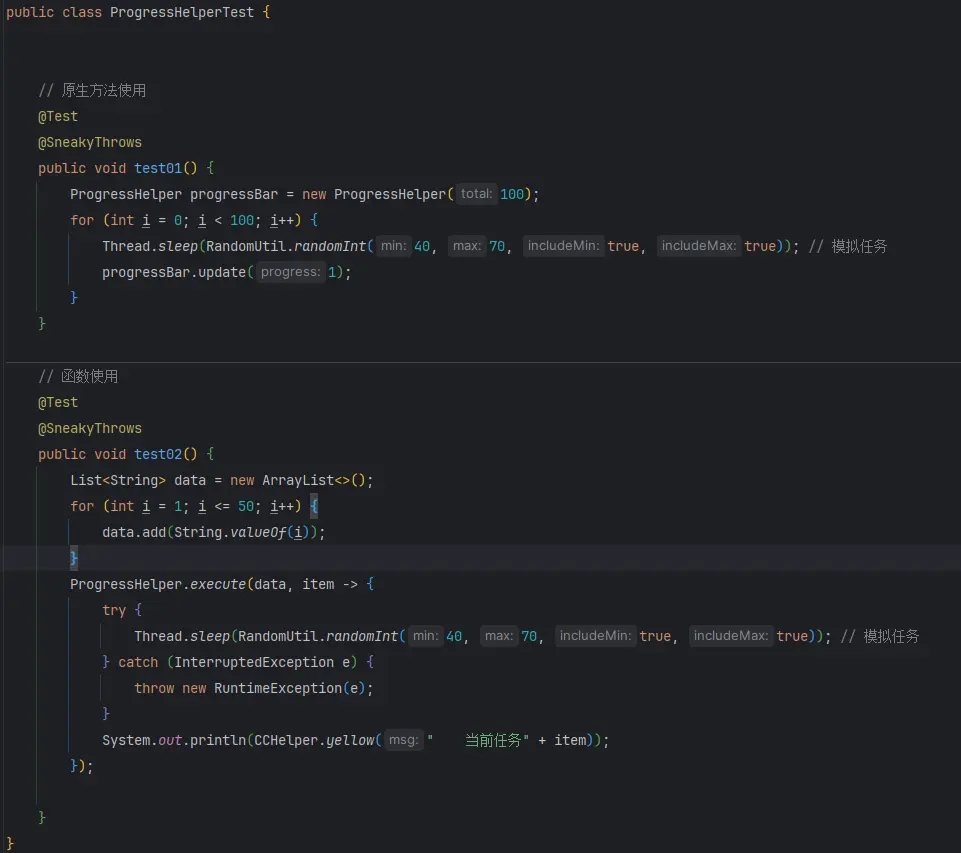 public class ProgressHelperTest {
// 原生方法使用
@Test
@SneakyThrows
public void test01() {
ProgressHelper progressBar = new ProgressHelper( total: 100);
for (int i = 0; i < 100; i++) {
Thread.sleep(RandomUtil.randomInt( min: 40, max: 70, includeMin: true, includeMax: true)); // 模拟任务
progressBar.update( progress: 1);
}
}
// 函数使用
@Test
@SneakyThrows
public void test02() {
List<String> data = new ArrayList<>();
for (int i = 1; i <= 50; i++) {
data.add(String.valueOf(i));
}
ProgressHelper.execute(data, item -> {
try {
Thread.sleep(RandomUtil.randomInt( min: 40, max: 70, includeMin: true, includeMax: true)); // 模拟任务
} catch (InterruptedException e) {
throw new RuntimeException(e);
}
System.out.println(CCHelper.yellow( msg: "    当前任务" + item));
});
}
}